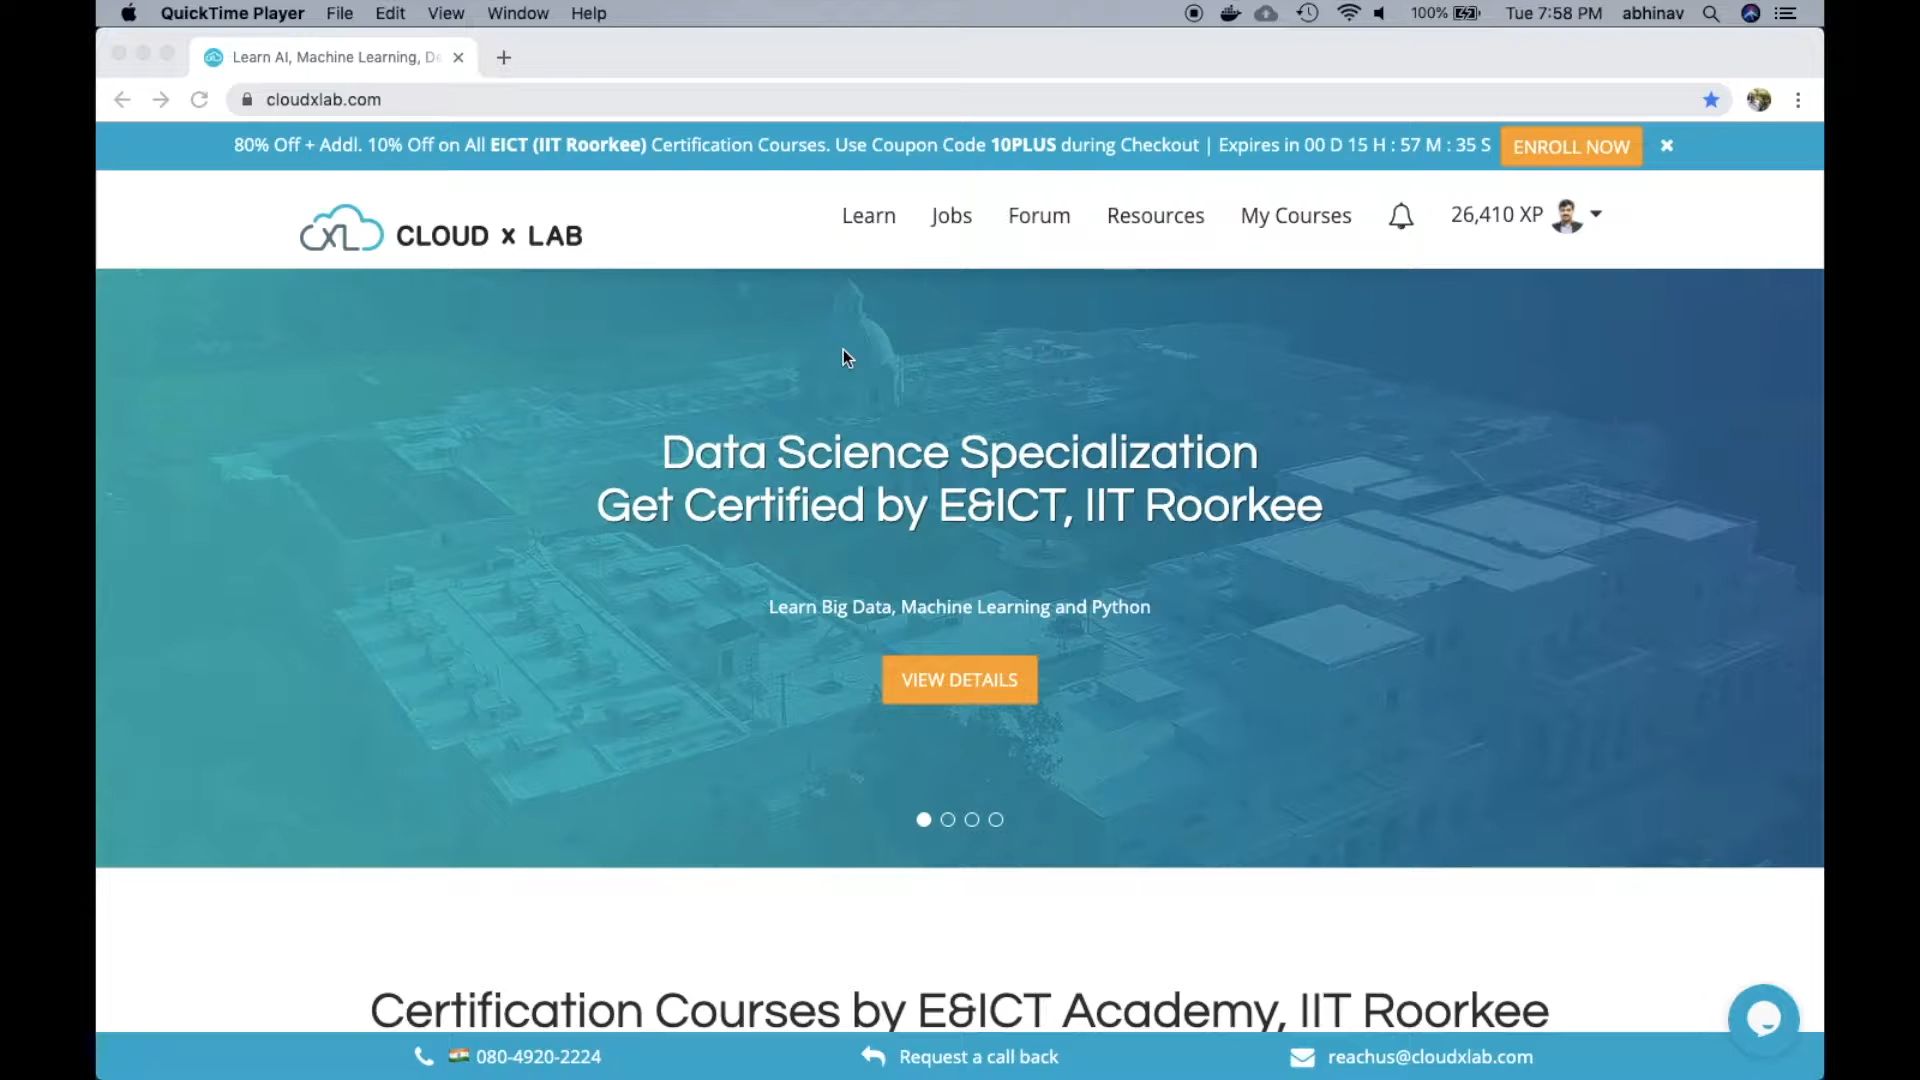 QuickTime Player File Edit View Window Help 100% Tue 7:58 PM abhinav
Learn AI, Machine Learning, De
cloudxlab.com
80% Off + Addl. 10% Off on All EICT (IIT Roorkee) Certification Courses. Use Coupon Code 10PLUS during Checkout | Expires in 00 D 15 H : 57 M : 35 S ENROLL NOW
XL CLOUD x LAB Learn Jobs Forum Resources My Courses 26,410 XP
Data Science Specialization
Get Certified by E&ICT, IIT Roorkee
Learn Big Data, Machine Learning and Python
VIEW DETAILS
Certification Courses by E&ICT Academy, IIT Roorkee
080-4920-2224 Request a call back reachus@cloudxlab.com